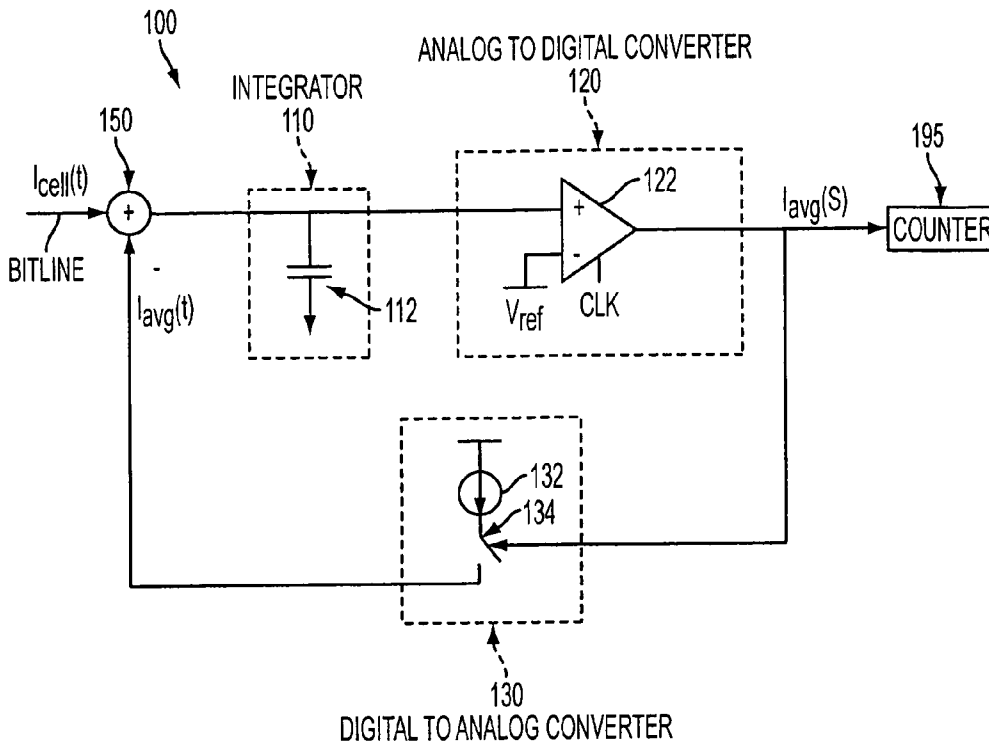 100
ANALOG TO DIGITAL CONVERTER
120
INTEGRATOR
110
150
195
122
Icell(t)
+
+
-
Iavg(S)
COUNTER
BITLINE
-
Iavg(t)
112
Vref
CLK
132
134
130
DIGITAL TO ANALOG CONVERTER